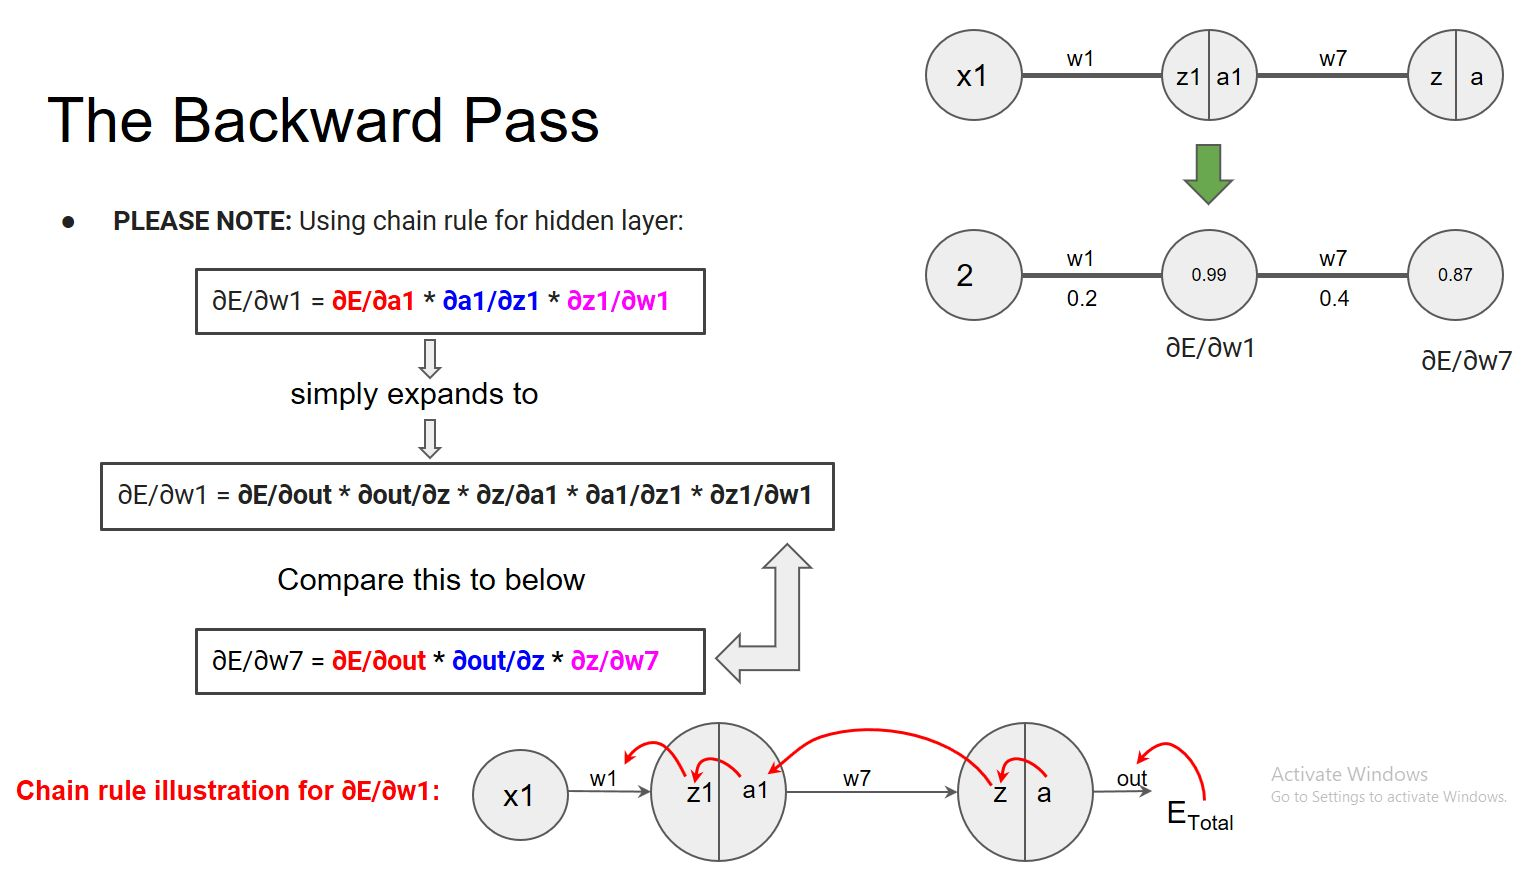 x1 w1 z1 a1 w7 z a
The Backward Pass
● PLEASE NOTE: Using chain rule for hidden layer:
2 w1 0.99 w7 0.87
0.2 0.4
∂E/∂w1 ∂E/∂w7
∂E/∂w1 = ∂E/∂a1 * ∂a1/∂z1 * ∂z1/∂w1
simply expands to
∂E/∂w1 = ∂E/∂out * ∂out/∂z * ∂z/∂a1 * ∂a1/∂z1 * ∂z1/∂w1
Compare this to below
∂E/∂w7 = ∂E/∂out * ∂out/∂z * ∂z/∂w7
Chain rule illustration for ∂E/∂w1:
x1 w1 z1 a1 w7 z a out ETotal
Activate Windows
Go to Settings to activate Windows.